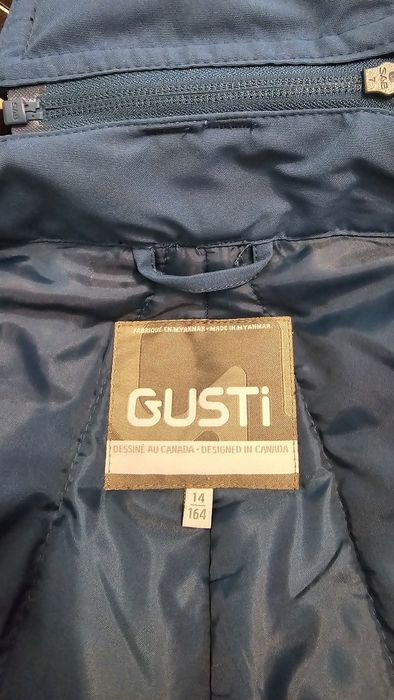 FABRIQUÉ EN MYANMAR • MADE IN MYANMAR
GUSTi
DESSINÉ AU CANADA • DESIGNED IN CANADA
14
164